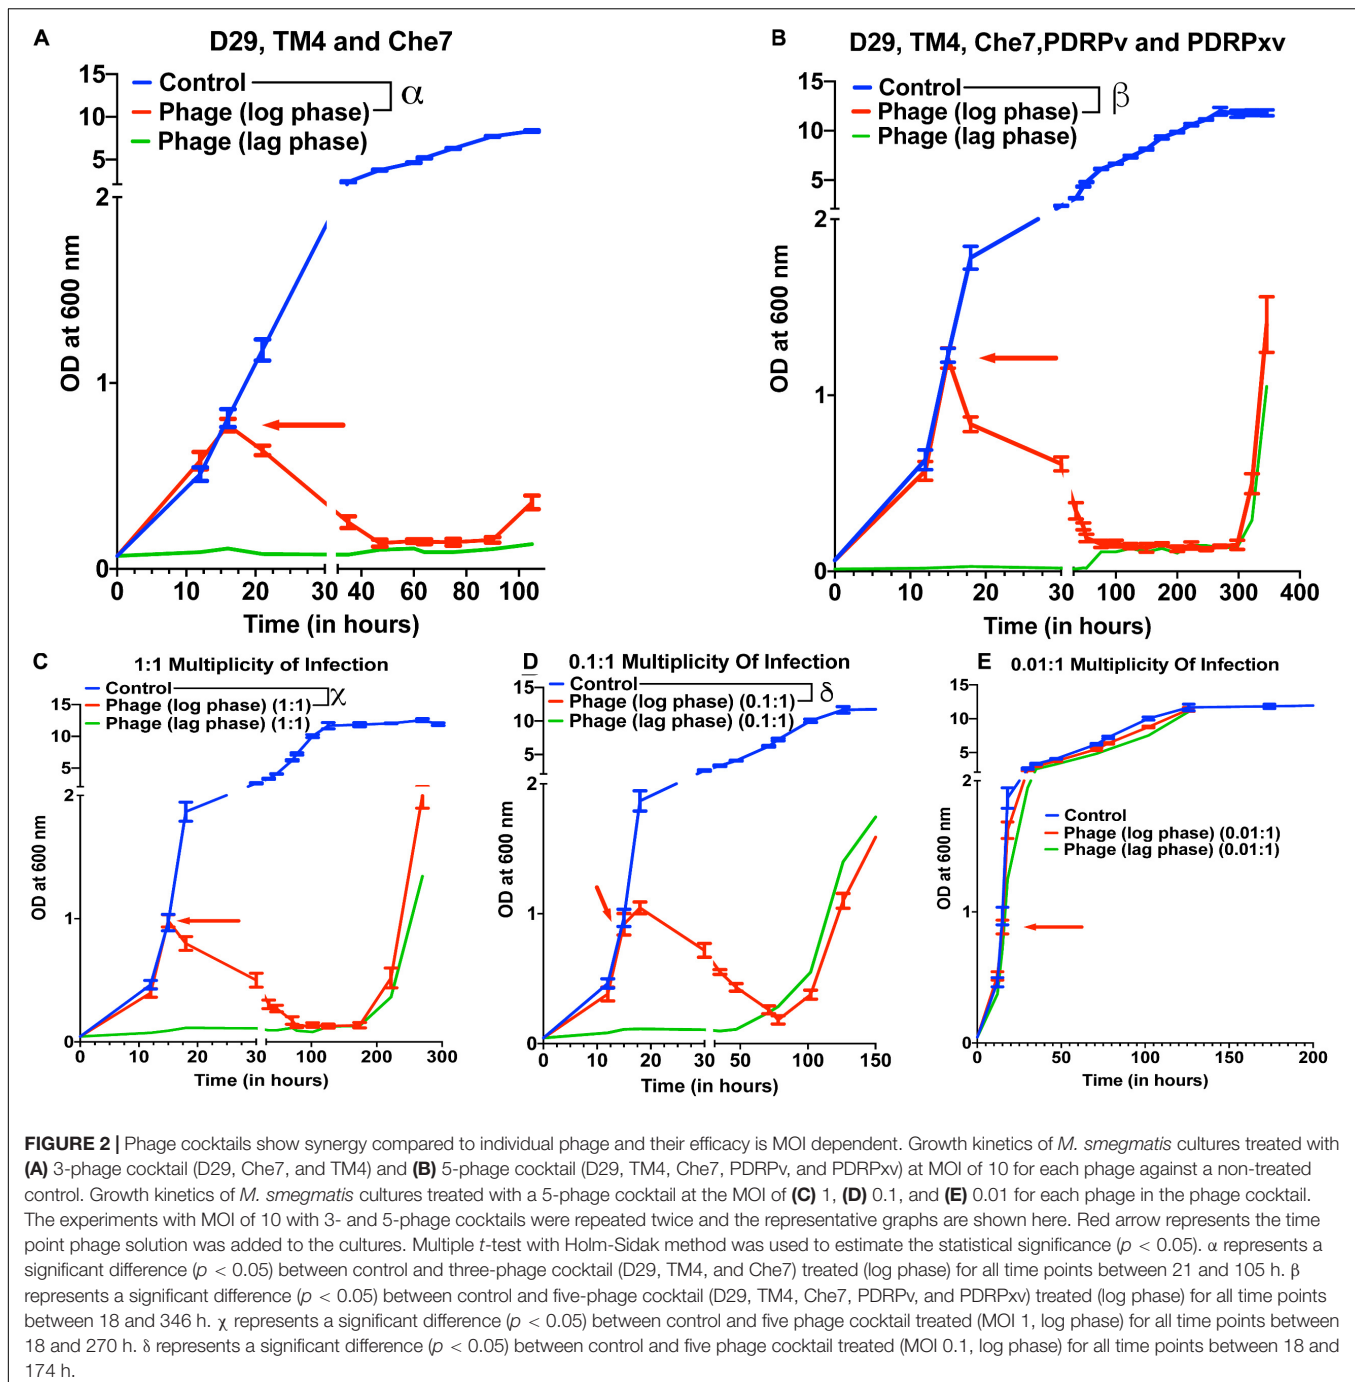 A
D29, TM4 and Che7
Control
Phage (log phase)
Phage (lag phase)
α
15
10
5
2
1
0
OD at 600 nm
0 10 20 30 40 60 80 100
Time (in hours)
B
D29, TM4, Che7,PDRPv and PDRPxv
Control
Phage (log phase)
Phage (lag phase)
β
15
10
5
2
1
0
OD at 600 nm
0 10 20 30 100 200 300 400
Time (in hours)
C
1:1 Multiplicity of Infection
Control
Phage (log phase) (1:1)
Phage (lag phase) (1:1)
χ
15
10
5
2
1
0
OD at 600 nm
0 10 20 30 100 200 300
Time (in hours)
D
0.1:1 Multiplicity Of Infection
Control
Phage (log phase) (0.1:1)
Phage (lag phase) (0.1:1)
δ
15
10
5
2
1
0
OD at 600 nm
0 10 20 30 50 100 150
Time (in hours)
E
0.01:1 Multiplicity Of Infection
15
10
5
2
1
0
Control
Phage (log phase) (0.01:1)
Phage (lag phase) (0.01:1)
OD at 600 nm
0 50 100 150 200
Time (in hours)
FIGURE 2 | Phage cocktails show synergy compared to individual phage and their efficacy is MOI dependent. Growth kinetics of M. smegmatis cultures treated with
(A) 3-phage cocktail (D29, Che7, and TM4) and (B) 5-phage cocktail (D29, TM4, Che7, PDRPv, and PDRPxv) at MOI of 10 for each phage against a non-treated
control. Growth kinetics of M. smegmatis cultures treated with a 5-phage cocktail at the MOI of (C) 1, (D) 0.1, and (E) 0.01 for each phage in the phage cocktail.
The experiments with MOI of 10 with 3- and 5-phage cocktails were repeated twice and the representative graphs are shown here. Red arrow represents the time
point phage solution was added to the cultures. Multiple t-test with Holm-Sidak method was used to estimate the statistical significance (p < 0.05). α represents a
significant difference (p < 0.05) between control and three-phage cocktail (D29, TM4, and Che7) treated (log phase) for all time points between 21 and 105 h. β
represents a significant difference (p < 0.05) between control and five-phage cocktail (D29, TM4, Che7, PDRPv, and PDRPxv) treated (log phase) for all time points
between 18 and 346 h. χ represents a significant difference (p < 0.05) between control and five phage cocktail treated (MOI 1, log phase) for all time points between
18 and 270 h. δ represents a significant difference (p < 0.05) between control and five phage cocktail treated (MOI 0.1, log phase) for all time points between 18 and
174 h.